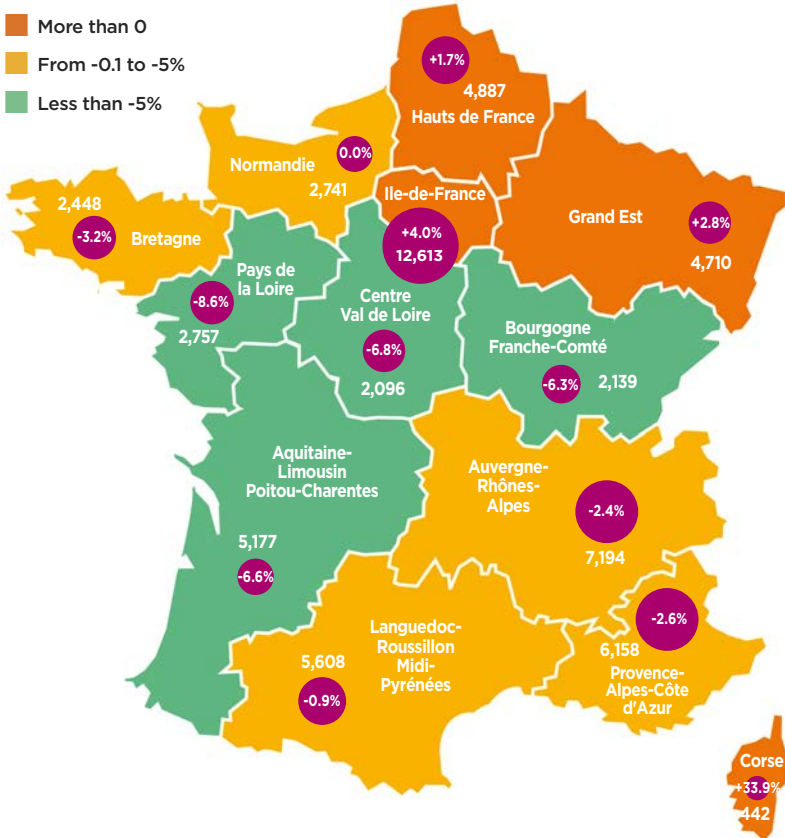 More than 0
From -0.1 to -5%
Less than -5%
+1.7%
4,887
Hauts de France
Normandie
0.0%
2,741
Ile-de-France
+4.0%
12,613
Grand Est
+2.8%
4,710
2,448
-3.2%
Bretagne
Pays de
la Loire
-8.6%
2,757
Centre
Val de Loire
-6.8%
2,096
Bourgogne
Franche-Comté
-6.3%
2,139
Aquitaine-
Limousin
Poitou-Charentes
5,177
-6.6%
Auvergne-
Rhônes-
Alpes
-2.4%
7,194
Languedoc-
Roussillon
Midi-
Pyrénées
5,608
-0.9%
-2.6%
6,158
Provence-
Alpes-Côte
d'Azur
Corse
+33.9%
442